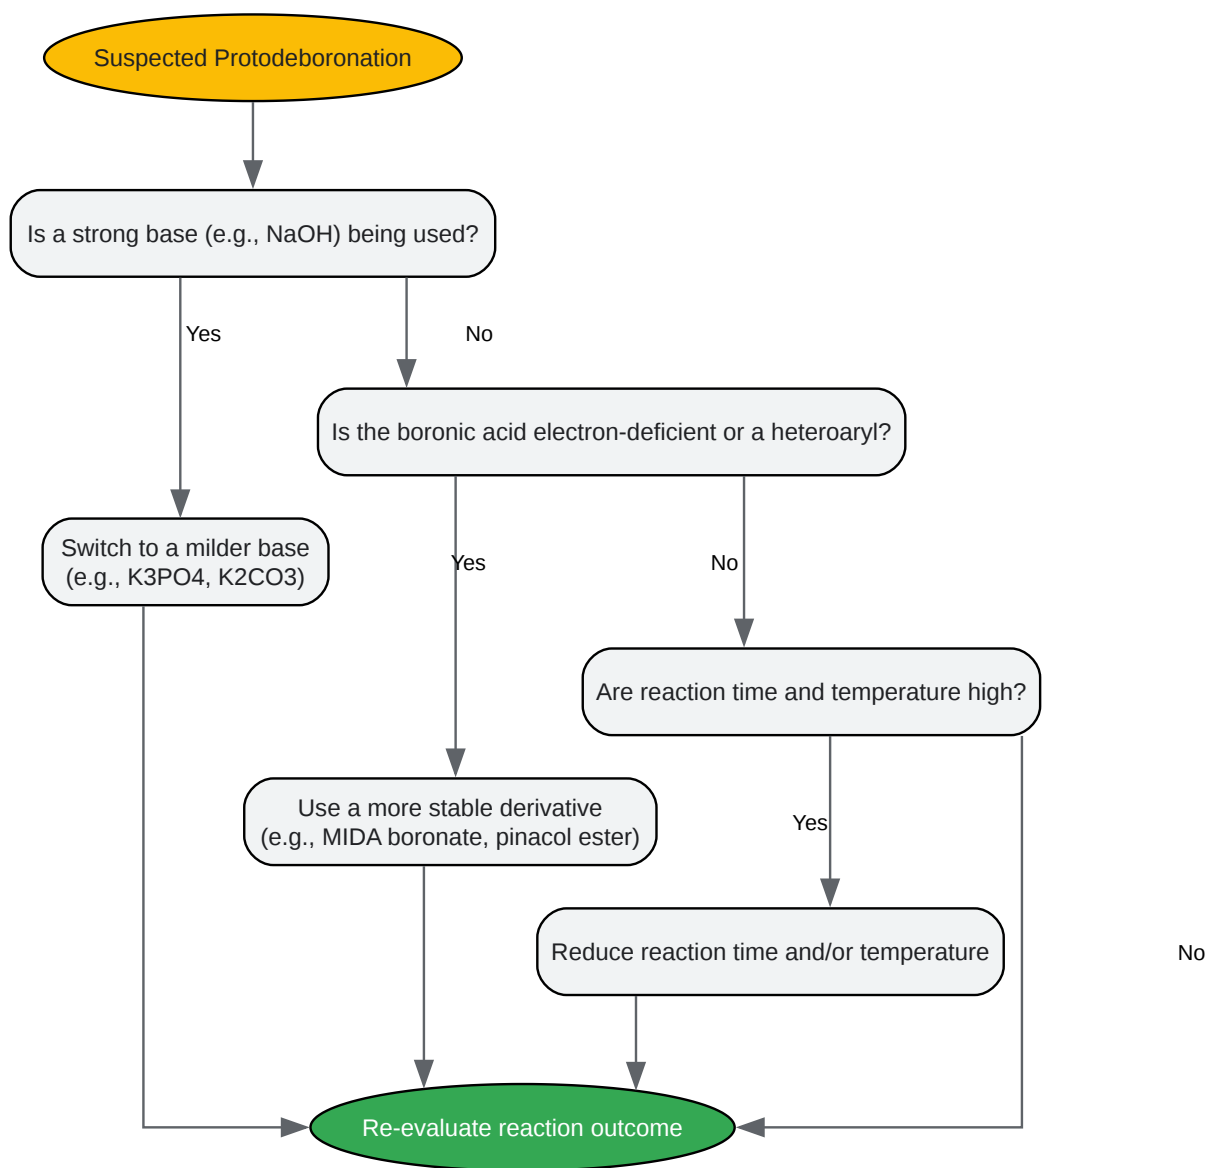 Suspected Protodeboronation
Is a strong base (e.g., NaOH) being used?
Yes
No
Is the boronic acid electron-deficient or a heteroaryl?
Switch to a milder base
(e.g., K3PO4, K2CO3)
Yes
No
Are reaction time and temperature high?
Use a more stable derivative
(e.g., MIDA boronate, pinacol ester)
Yes
Reduce reaction time and/or temperature
No
Re-evaluate reaction outcome